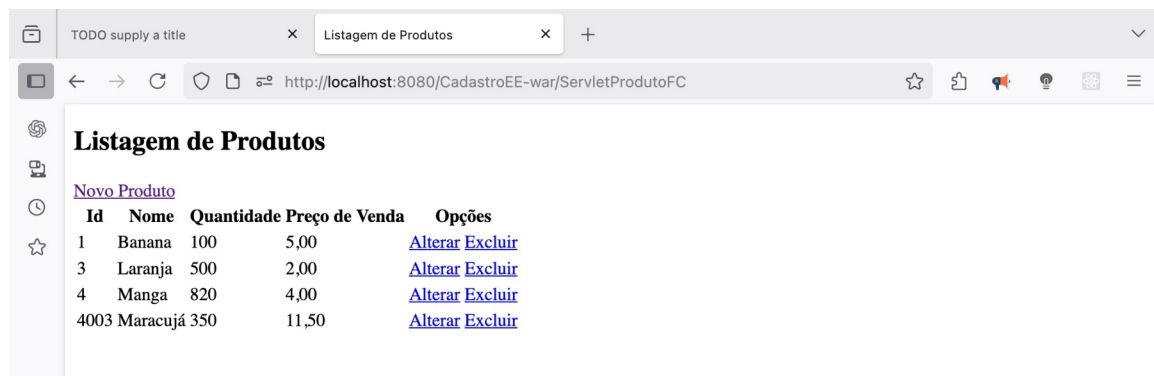 TODO supply a title
Listagem de Produtos
http://localhost:8080/CadastroEE-war/ServletProdutoFC
Listagem de Produtos
Novo Produto
Id Nome Quantidade Preço de Venda Opções
1 Banana 100 5,00 Alterar Excluir
3 Laranja 500 2,00 Alterar Excluir
4 Manga 820 4,00 Alterar Excluir
4003 Maracujá 350 11,50 Alterar Excluir